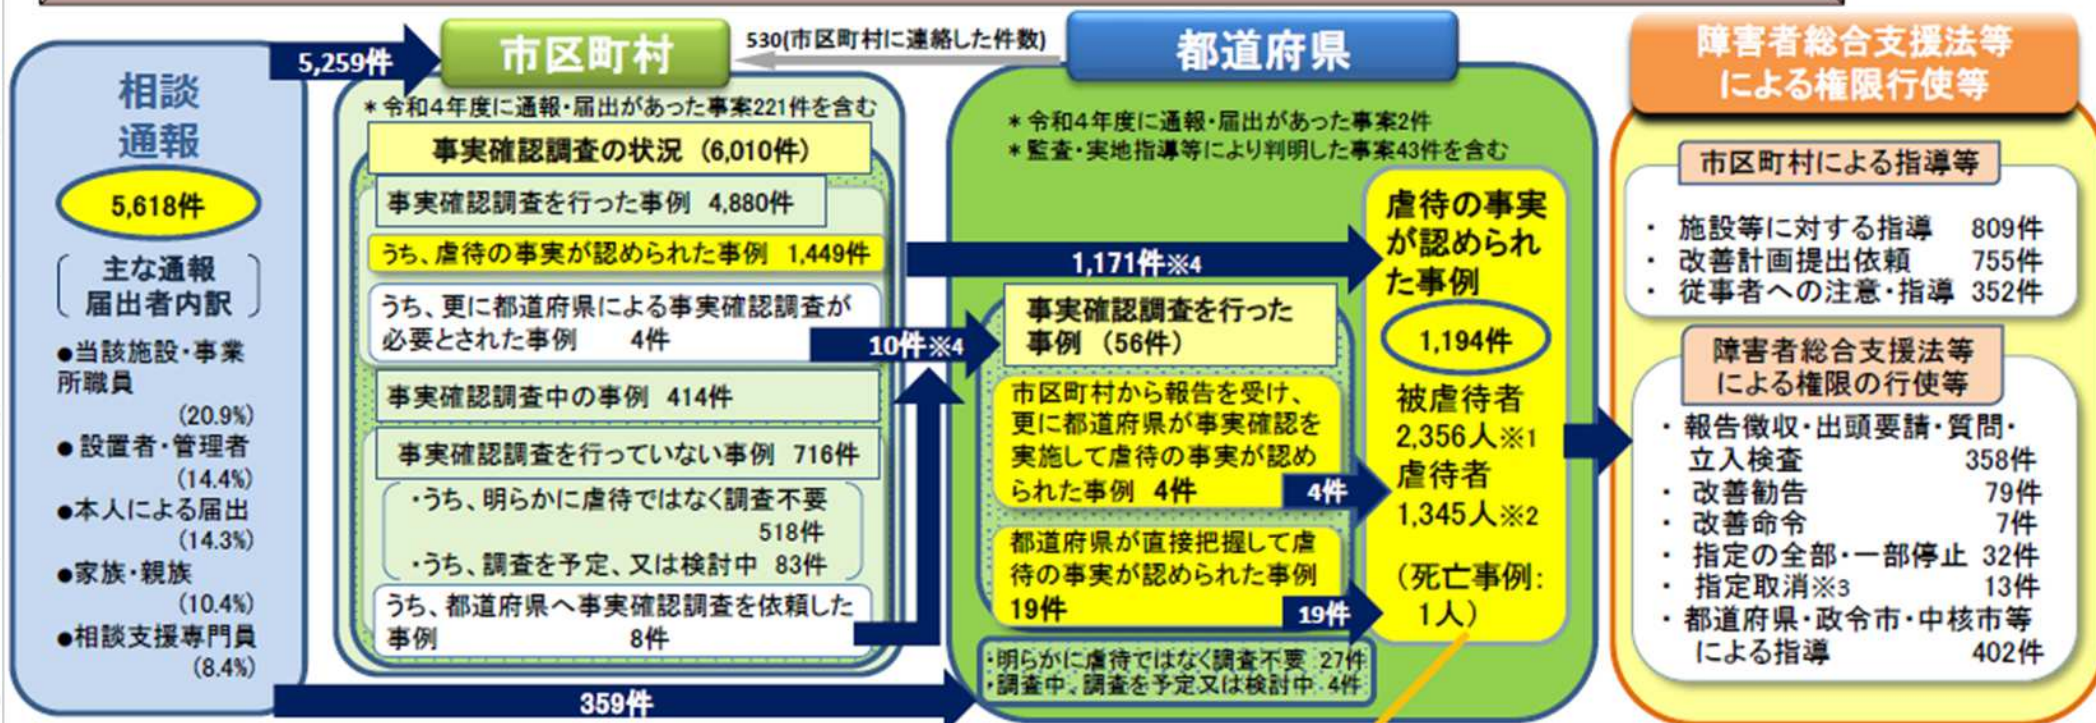 相談
通報
5,618件
主な通報
届出者内訳
●当該施設・事業
所職員
(20.9%)
●設置者・管理者
(14.4%)
●本人による届出
(14.3%)
●家族・親族
(10.4%)
●相談支援専門員
(8.4%)
5,259件
359件
市区町村
530(市区町村に連絡した件数)
*令和4年度に通報・届出があった事案221件を含む
事実確認調査の状況 (6,010件)
事実確認調査を行った事例 4,880件
うち、虐待の事実が認められた事例 1,449件
うち、更に都道府県による事実確認調査が
必要とされた事例 4件
事実確認調査中の事例 414件
事実確認調査を行っていない事例 716件
・うち、明らかに虐待ではなく調査不要
518件
・うち、調査を予定、又は検討中 83件
うち、都道府県へ事実確認調査を依頼した
事例 8件
都道府県
*令和4年度に通報・届出があった事案2件
*監査・実地指導等により判明した事案43件を含む
1,171件※4
10件※4
事実確認調査を行った
事例 (56件)
市区町村から報告を受け、
更に都道府県が事実確認を
実施して虐待の事実が認め
られた事例 4件
4件
都道府県が直接把握して虐
待の事実が認められた事例
19件
19件
・明らかに虐待ではなく調査不要 27件
・調査中、調査を予定又は検討中 4件
虐待の事実
が認められ
た事例
1,194件
被虐待者
2,356人※1
虐待者
1,345人※2
(死亡事例:
1人)
障害者総合支援法等
による権限行使等
市区町村による指導等
・ 施設等に対する指導 809件
・ 改善計画提出依頼 755件
・ 従事者への注意・指導 352件
障害者総合支援法等
による権限の行使等
・ 報告徴収・出頭要請・質問・
立入検査 358件
・ 改善勧告 79件
・ 改善命令 7件
・ 指定の全部・一部停止 32件
・ 指定取消※3 13件
・ 都道府県・政令市・中核市等
による指導 402件